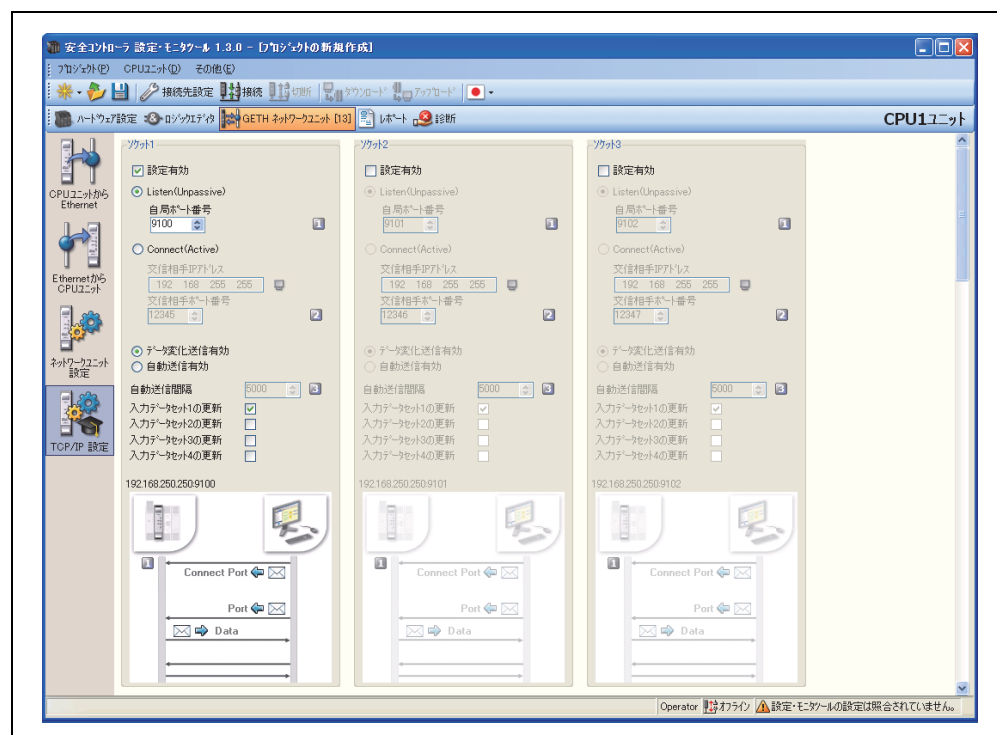 安全コントローラ 設定・モニタツール 1.3.0 - [プロジェクトの新規作成]
プロジェクト(P) CPUユニット(D) その他(E)
接続先設定 接続 切断 ダウンロード アップロード
ハードウェア設定 ロジックエディタ GETH ネットワークユニット [13] レポート 診断 CPU1ユニット
CPUユニットから
Ethernet
Ethernetから
CPUユニット
ネットワークユニット
設定
TCP/IP 設定
ソケット1
設定有効
Listen(Unpassive)
自局ポート番号
9100
1
Connect(Active)
交信相手IPアドレス
192 168 255 255
交信相手ポート番号
12345
2
データ変化送信有効
自動送信有効
自動送信間隔 5000 3
入力データセット1の更新
入力データセット2の更新
入力データセット3の更新
入力データセット4の更新
192.168.250.250:9100
1
Connect Port
Port
Data
ソケット2
設定有効
Listen(Unpassive)
自局ポート番号
9101
1
Connect(Active)
交信相手IPアドレス
192 168 255 255
交信相手ポート番号
12346
2
データ変化送信有効
自動送信有効
自動送信間隔 5000 3
入力データセット1の更新
入力データセット2の更新
入力データセット3の更新
入力データセット4の更新
192.168.250.250:9101
1
Connect Port
Port
Data
ソケット3
設定有効
Listen(Unpassive)
自局ポート番号
9102
1
Connect(Active)
交信相手IPアドレス
192 168 255 255
交信相手ポート番号
12347
2
データ変化送信有効
自動送信有効
自動送信間隔 5000 3
入力データセット1の更新
入力データセット2の更新
入力データセット3の更新
入力データセット4の更新
192.168.250.250:9102
1
Connect Port
Port
Data
Operator オフライン 設定・モニタツールの設定は照合されていません。